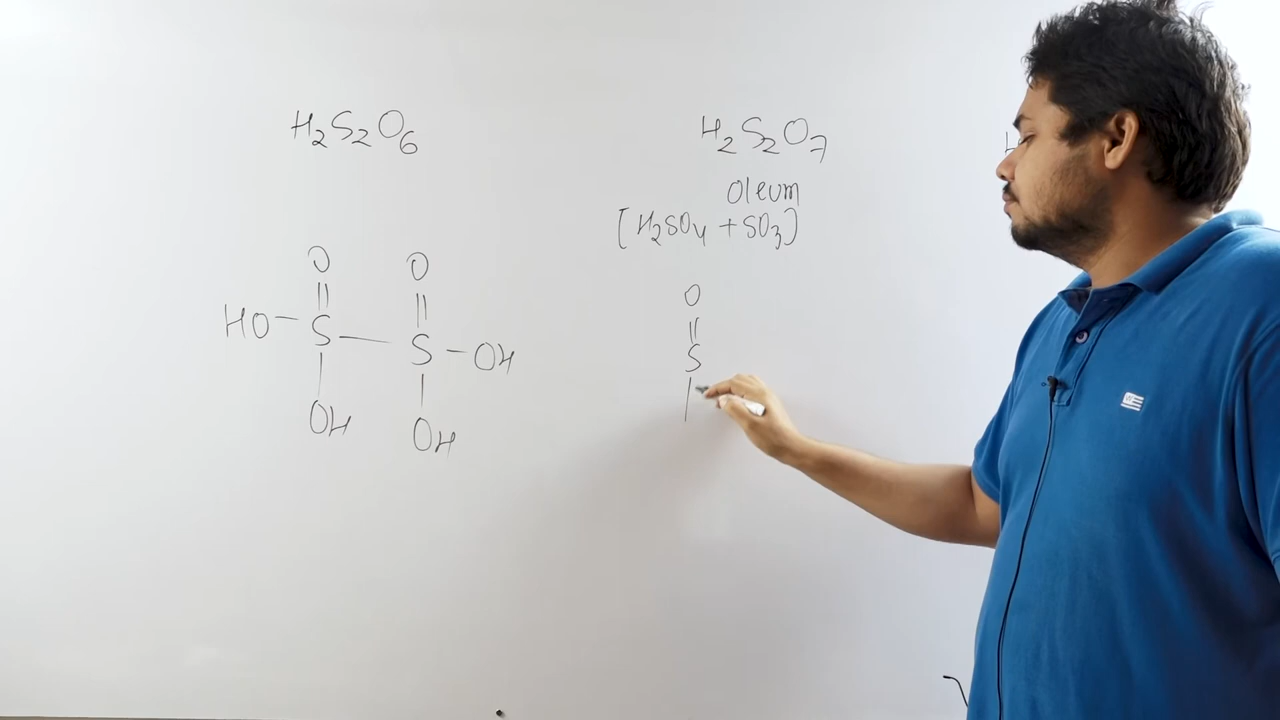 H₂S₂O₆
H₂S₂O₇
H
Oleum
[H₂SO₄ + SO₃]
O O
HO – S – S – OH
OH OH
O
S